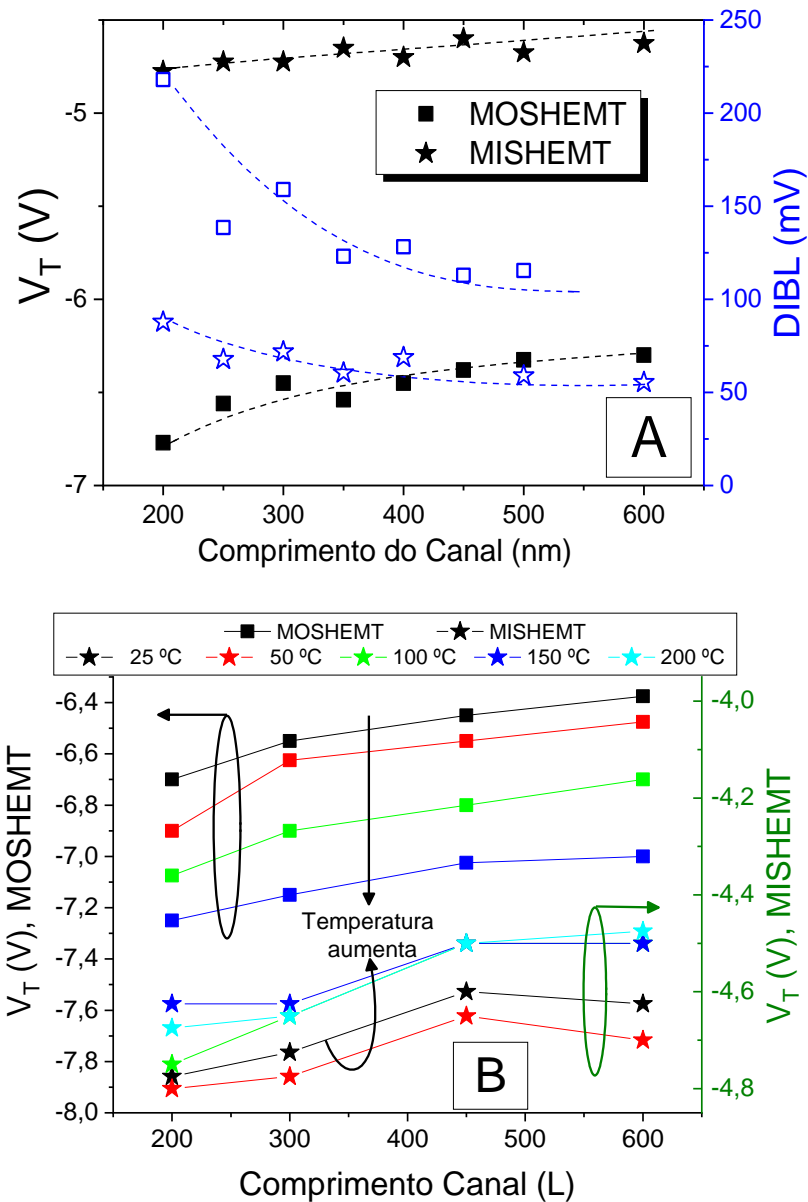 250
-5
200
MOSHEMT
MISHEMT
150
V_T (V)
DIBL (mV)
-6
100
50
A
-7
0
200 300 400 500 600
Comprimento do Canal (nm)
MOSHEMT MISHEMT
25 ºC 50 ºC 100 ºC 150 ºC 200 ºC
-6,4
-4,0
-6,6
-6,8
-4,2
-7,0
-7,2
-4,4
V_T (V), MOSHEMT
V_T (V), MISHEMT
Temperatura
aumenta
-7,4
-7,6
-4,6
-7,8
B
-4,8
-8,0
200 300 400 500 600
Comprimento Canal (L)